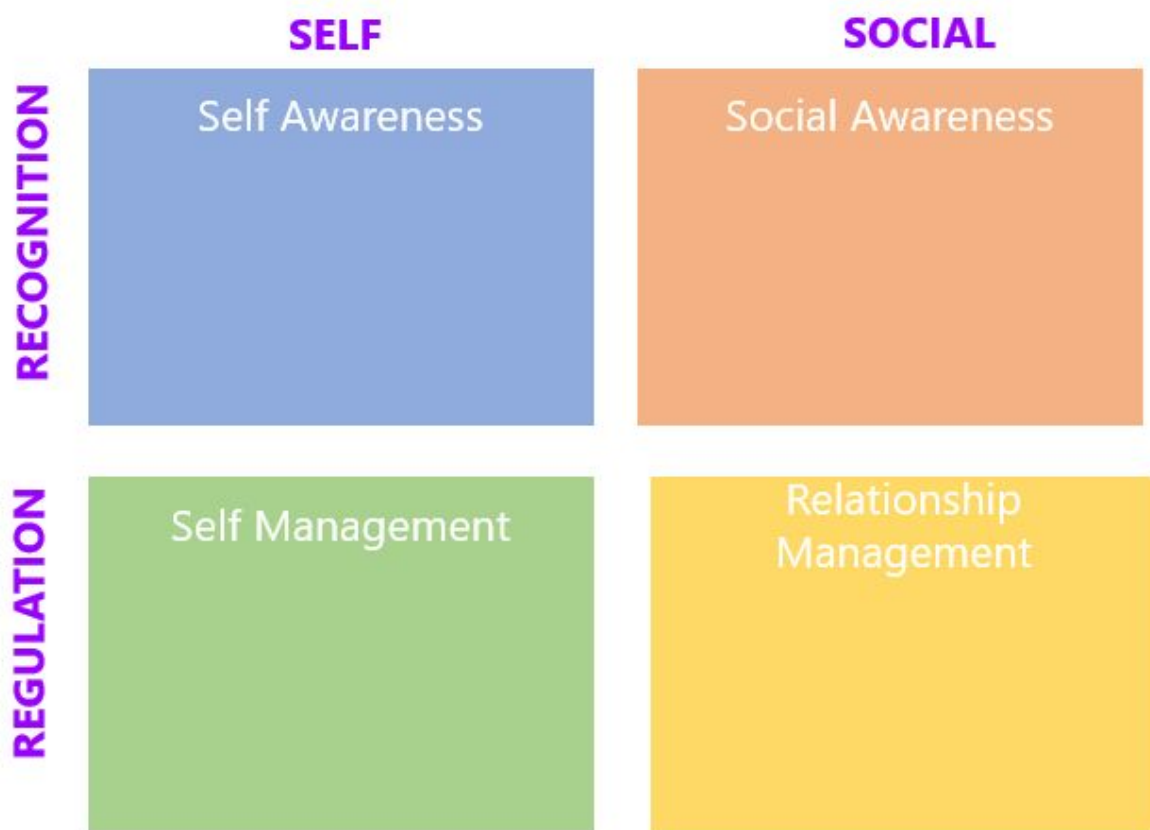 SELF
SOCIAL
RECOGNITION
Self Awareness
Social Awareness
REGULATION
Self Management
Relationship
Management